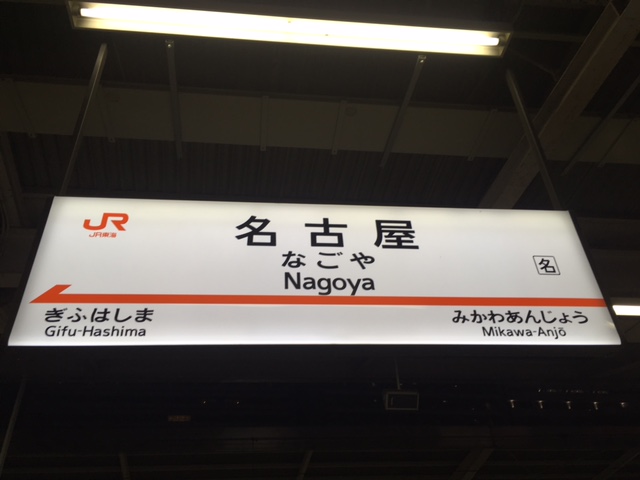 JR
JR東海
名古屋
なごや
Nagoya
名
ぎふはしま
Gifu-Hashima
みかわあんじょう
Mikawa-Anjō